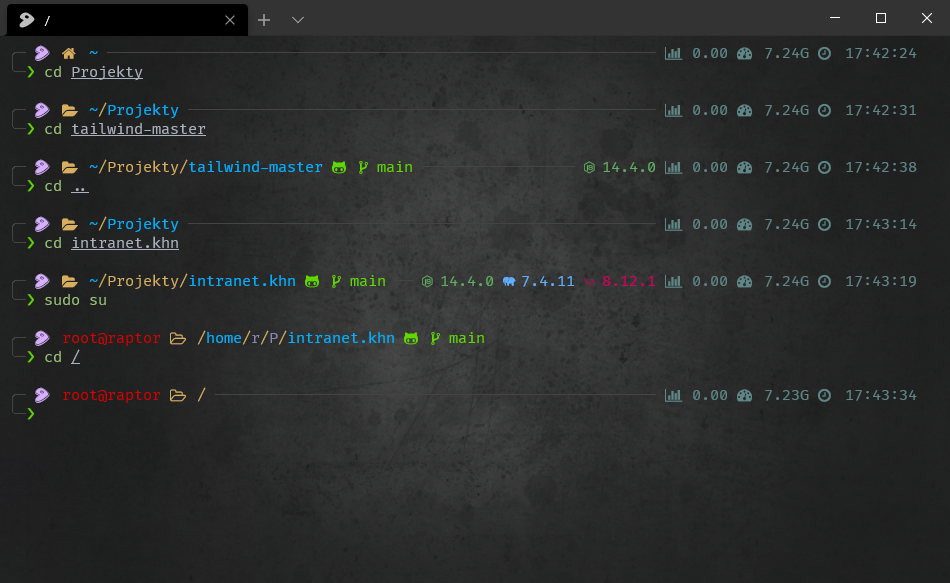 /
~ 0.00 7.24G 17:42:24
❯ cd Projekty
~/Projekty 0.00 7.24G 17:42:31
❯ cd tailwind-master
~/Projekty/tailwind-master main 14.4.0 0.00 7.24G 17:42:38
❯ cd ..
~/Projekty 0.00 7.24G 17:43:14
❯ cd intranet.khn
~/Projekty/intranet.khn main 14.4.0 7.4.11 8.12.1 0.00 7.24G 17:43:19
❯ sudo su
root@raptor /home/r/P/intranet.khn main
❯ cd /
root@raptor / 0.00 7.23G 17:43:34
❯